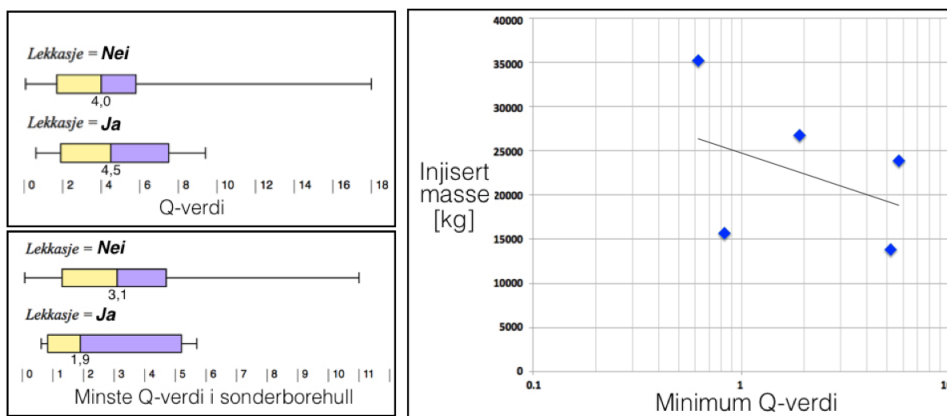 Lekkasje = Nei
4,0
Lekkasje = Ja
4,5
0 2 4 6 8 10 12 14 16 18
Q-verdi
Lekkasje = Nei
3,1
Lekkasje = Ja
1,9
0 1 2 3 4 5 6 7 8 9 10 11
Minste Q-verdi i sonderborehull
40000
35000
30000
25000
20000
15000
10000
5000
0
Injisert
masse
[kg]
0.1 1 10
Minimum Q-verdi